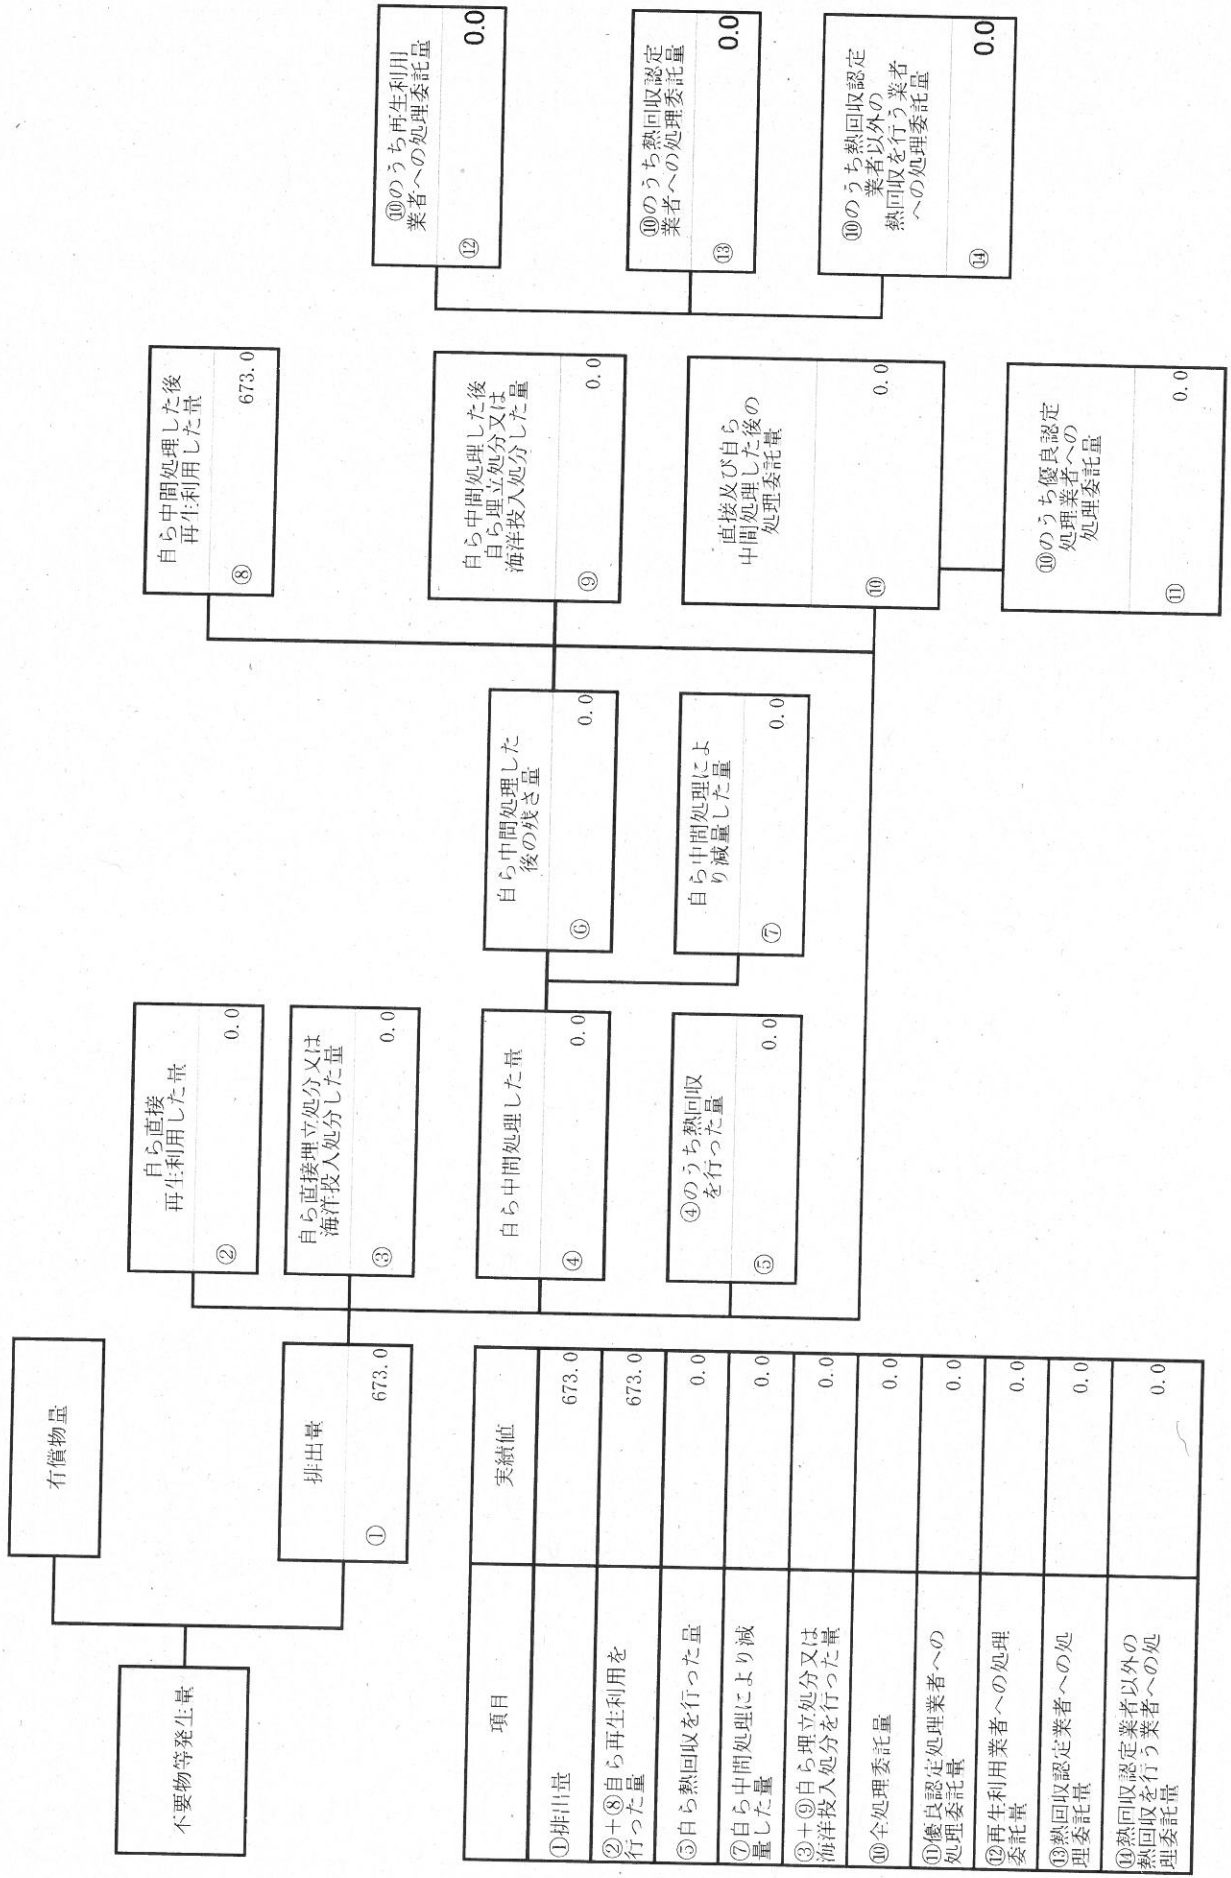 不要物等発生量
有償物量
排出量
①
673.0
自ら直接
再生利用した量
②
0.0
自ら直接埋立処分又は
海洋投入処分した量
③
0.0
自ら中間処理した量
④
0.0
④のうち熱回収
を行った量
⑤
0.0
自ら中間処理した
後の残さ量
⑥
0.0
自ら中間処理によ
り減量した量
⑦
0.0
自ら中間処理した後
再生利用した量
⑧
673.0
自ら中間処理した後
自ら埋立処分又は
海洋投入処分した量
⑨
0.0
直接及び自ら
中間処理した後の
処理委託量
⑩
0.0
⑩のうち優良認定
処理業者への
処理委託量
⑪
0.0
⑩のうち再生利用
業者への処理委託量
⑫
0.0
⑩のうち熱回収認定
業者への処理委託量
⑬
0.0
⑩のうち熱回収認定
業者以外の
熱回収を行う業者
への処理委託量
⑭
0.0
項目
実績値
①排出量
673.0
②+⑧自ら再生利用を
行った量
673.0
⑤自ら熱回収を行った量
0.0
⑦自ら中間処理により減
量した量
0.0
③+⑨自ら埋立処分又は
海洋投入処分を行った量
0.0
⑩全処理委託量
0.0
⑪優良認定処理業者への
処理委託量
0.0
⑫再生利用業者への処理
委託量
0.0
⑬熱回収認定業者への処
理委託量
0.0
⑭熱回収認定業者以外の
熱回収を行う業者への処
理委託量
0.0